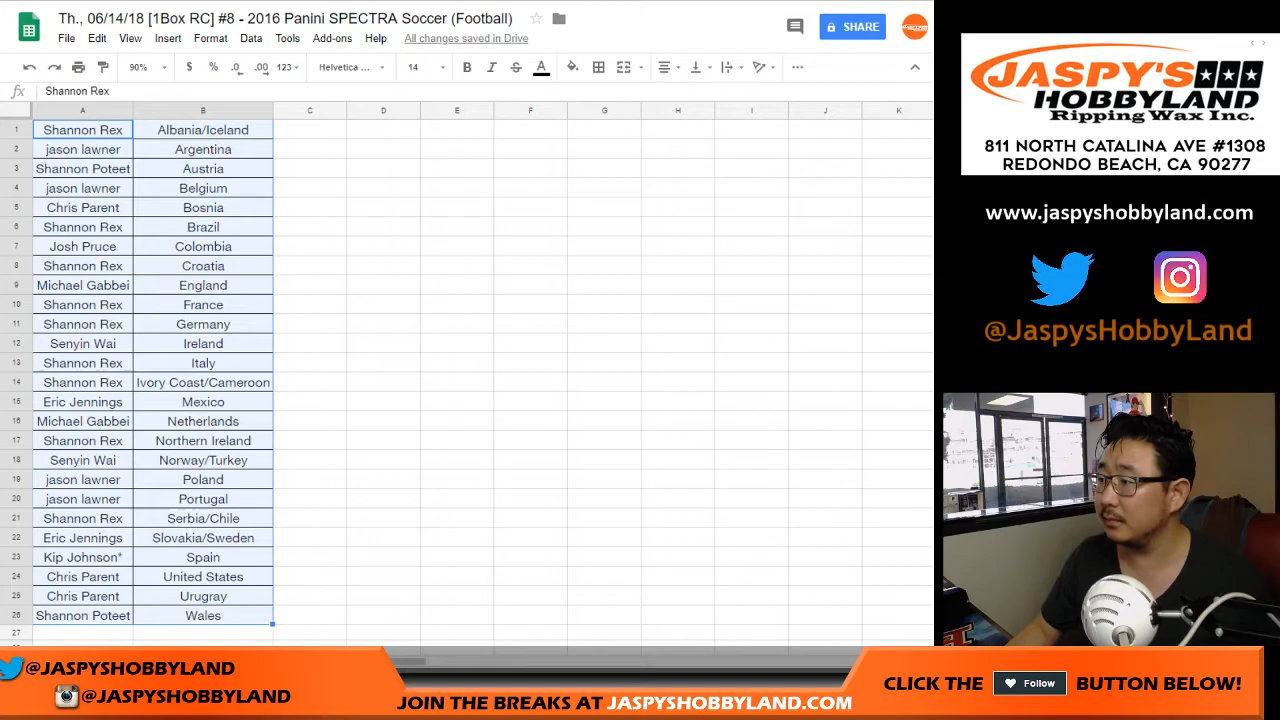 Th., 06/14/18 [1Box RC] #8 - 2016 Panini SPECTRA Soccer (Football)
File Edit View Insert Format Data Tools Add-ons Help All changes saved in Drive
SHARE
90% $ % .0 .00 123 Helvetica ... 14 B I S A
fx Shannon Rex
A B C D E F G H I J K
1 Shannon Rex Albania/Iceland
2 jason lawner Argentina
3 Shannon Poteet Austria
4 jason lawner Belgium
5 Chris Parent Bosnia
6 Shannon Rex Brazil
7 Josh Pruce Colombia
8 Shannon Rex Croatia
9 Michael Gabbei England
10 Shannon Rex France
11 Shannon Rex Germany
12 Senyin Wai Ireland
13 Shannon Rex Italy
14 Shannon Rex Ivory Coast/Cameroon
15 Eric Jennings Mexico
16 Michael Gabbei Netherlands
17 Shannon Rex Northern Ireland
18 Senyin Wai Norway/Turkey
19 jason lawner Poland
20 jason lawner Portugal
21 Shannon Rex Serbia/Chile
22 Eric Jennings Slovakia/Sweden
23 Kip Johnson* Spain
24 Chris Parent United States
25 Chris Parent Urugray
26 Shannon Poteet Wales
27
JASPY'S
HOBBYLAND
Ripping Wax Inc.
811 NORTH CATALINA AVE #1308
REDONDO BEACH, CA 90277
www.jaspyshobbyland.com
@JaspysHobbyLand
@JASPYSHOBBYLAND
@JASPYSHOBBYLAND
JOIN THE BREAKS AT JASPYSHOBBYLAND.COM
CLICK THE Follow BUTTON BELOW!